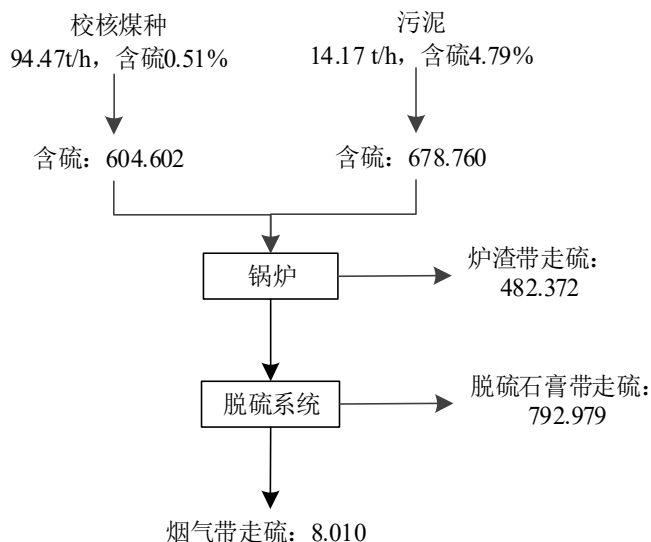 校核煤种
94.47t/h，含硫0.51%
污泥
14.17 t/h，含硫4.79%
含硫：604.602
含硫：678.760
锅炉
炉渣带走硫：
482.372
脱硫系统
脱硫石膏带走硫：
792.979
烟气带走硫：8.010